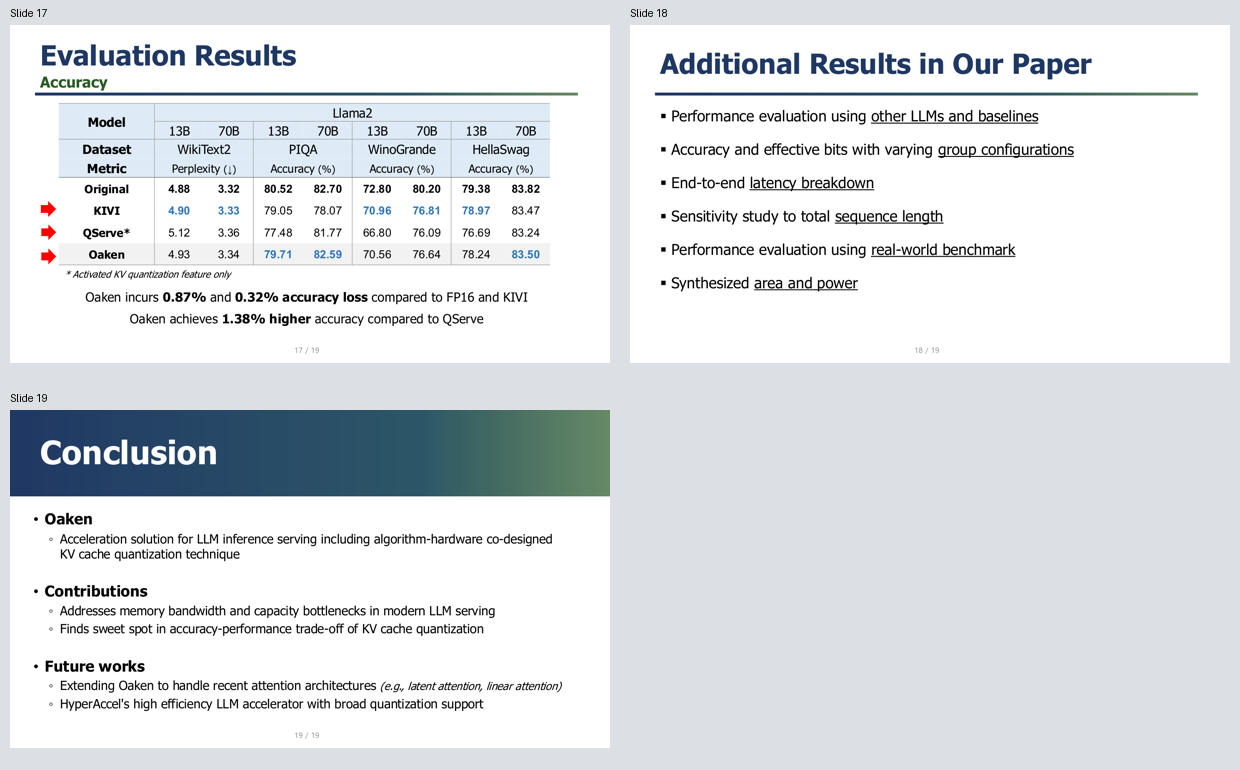 Slide 17
Evaluation Results
Accuracy
Model Llama2
13B 70B 13B 70B 13B 70B 13B 70B
Dataset WikiText2 PIQA WinoGrande HellaSwag
Metric Perplexity (↓) Accuracy (%) Accuracy (%) Accuracy (%)
Original 4.88 3.32 80.52 82.70 72.80 80.20 79.38 83.82
KIVI 4.90 3.33 79.05 78.07 70.96 76.81 78.97 83.47
QServe* 5.12 3.36 77.48 81.77 66.80 76.09 76.69 83.24
Oaken 4.93 3.34 79.71 82.59 70.56 76.64 78.24 83.50
* Activated KV quantization feature only
Oaken incurs 0.87% and 0.32% accuracy loss compared to FP16 and KIVI
Oaken achieves 1.38% higher accuracy compared to QServe
17 / 19
Slide 18
Additional Results in Our Paper
▪ Performance evaluation using other LLMs and baselines
▪ Accuracy and effective bits with varying group configurations
▪ End-to-end latency breakdown
▪ Sensitivity study to total sequence length
▪ Performance evaluation using real-world benchmark
▪ Synthesized area and power
18 / 19
Slide 19
Conclusion
• Oaken
◦ Acceleration solution for LLM inference serving including algorithm-hardware co-designed
KV cache quantization technique
• Contributions
◦ Addresses memory bandwidth and capacity bottlenecks in modern LLM serving
◦ Finds sweet spot in accuracy-performance trade-off of KV cache quantization
• Future works
◦ Extending Oaken to handle recent attention architectures (e.g., latent attention, linear attention)
◦ HyperAccel's high efficiency LLM accelerator with broad quantization support
19 / 19